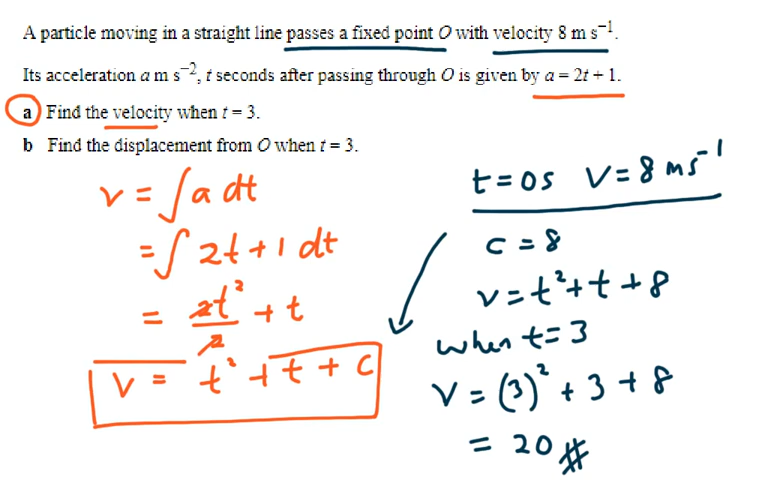 A particle moving in a straight line passes a fixed point O with velocity 8 m s⁻¹.
Its acceleration a m s⁻², t seconds after passing through O is given by a = 2t + 1.
a Find the velocity when t = 3.
b Find the displacement from O when t = 3.
v = ∫a dt
= ∫ 2t + 1 dt
= 2t²/2 + t
v = t² + t + c
t = 0s v = 8 ms⁻¹
c = 8
v = t² + t + 8
when t = 3
v = (3)² + 3 + 8
= 20 #